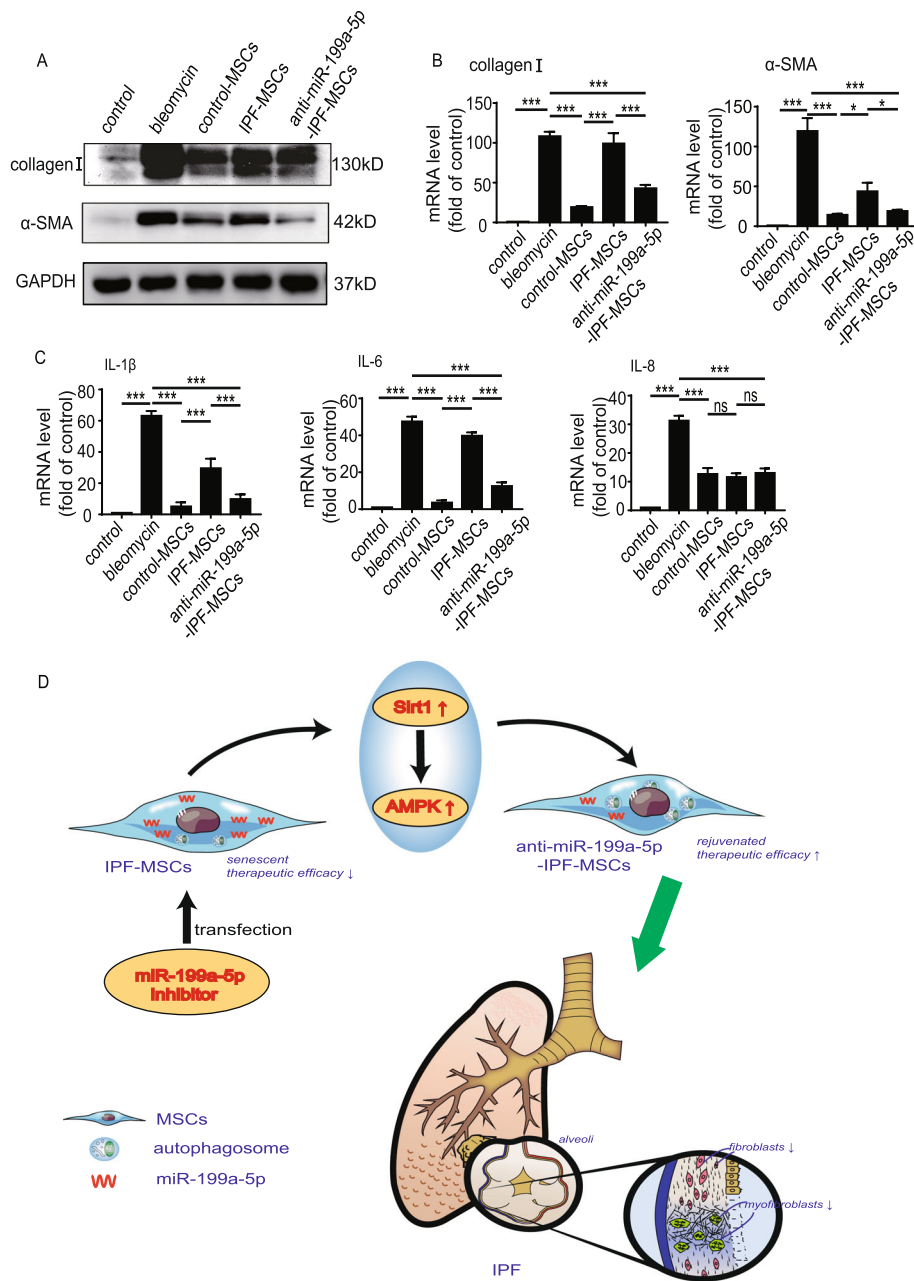 A
control
bleomycin
control-MSCs
IPF-MSCs
anti-miR-199a-5p
-IPF-MSCs
collagen I
130kD
α-SMA
42kD
GAPDH
37kD
B
collagen I
mRNA level
(fold of control)
150
100
50
0
***
*** *** *** ***
control
bleomycin
control-MSCs
IPF-MSCs
anti-miR-199a-5p
-IPF-MSCs
α-SMA
mRNA level
(fold of control)
150
100
50
0
***
*** *** * *
control
bleomycin
control-MSCs
IPF-MSCs
anti-miR-199a-5p
-IPF-MSCs
C
IL-1β
mRNA level
(fold of control)
80
60
40
20
0
***
*** *** *** ***
control
bleomycin
control-MSCs
IPF-MSCs
anti-miR-199a-5p
-IPF-MSCs
IL-6
mRNA level
(fold of control)
60
40
20
0
***
*** *** *** ***
control
bleomycin
control-MSCs
IPF-MSCs
anti-miR-199a-5p
-IPF-MSCs
IL-8
mRNA level
(fold of control)
40
30
20
10
0
***
*** *** ns ns
control
bleomycin
control-MSCs
IPF-MSCs
anti-miR-199a-5p
-IPF-MSCs
D
Sirt1 ↑
AMPK ↑
IPF-MSCs
senescent
therapeutic efficacy ↓
anti-miR-199a-5p
-IPF-MSCs
rejuvenated
therapeutic efficacy ↑
transfection
miR-199a-5p
inhibitor
MSCs
autophagosome
miR-199a-5p
alveoli
fibroblasts ↓
myofibroblasts ↓
IPF